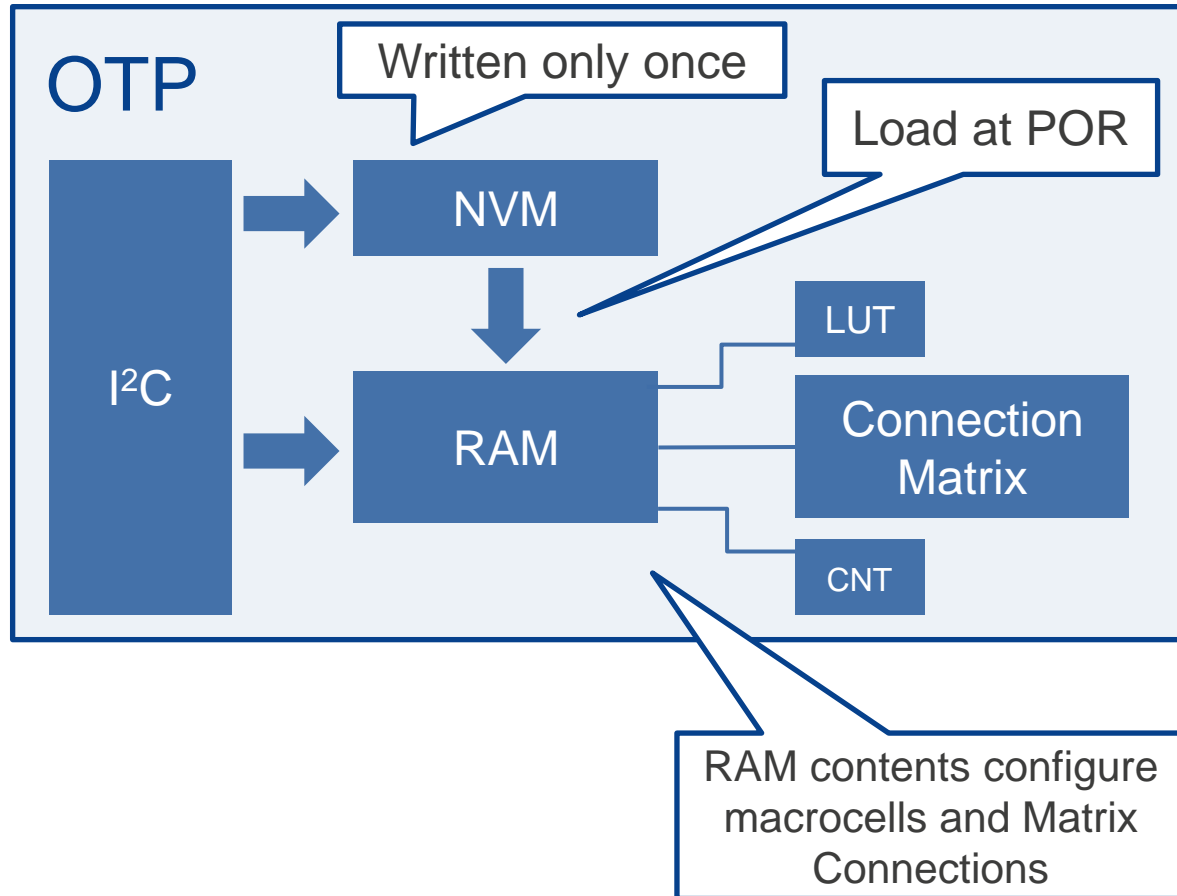 OTP
Written only once
Load at POR
NVM
I²C
RAM
LUT
Connection
Matrix
CNT
RAM contents configure
macrocells and Matrix
Connections